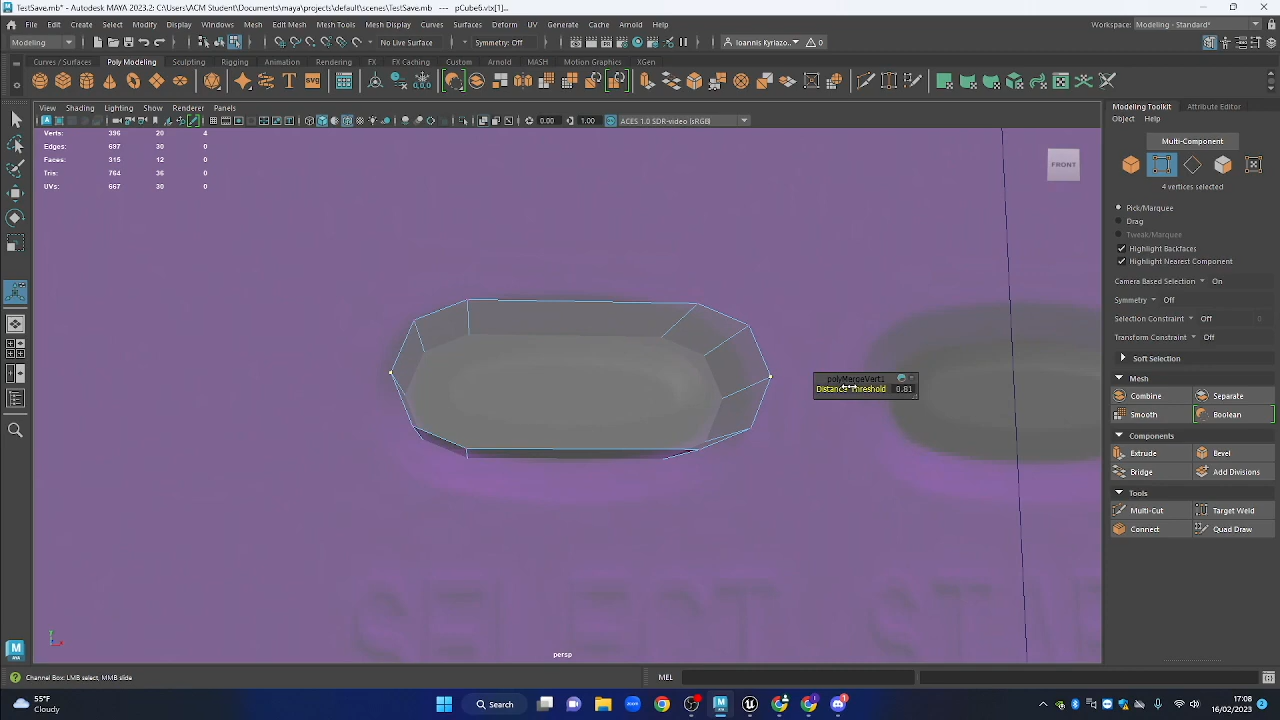 TestSave.mb* - Autodesk MAYA 2023.2: C:\Users\ACM Student\Documents\maya\projects\default\scenes\TestSave.mb* --- pCube6.vtx[1]...
File Edit Create Select Modify Display Windows Mesh Edit Mesh Mesh Tools Mesh Display Curves Surfaces Deform UV Generate Cache Arnold Help
Workspace: Modeling - Standard*
Modeling No Live Surface Symmetry: Off Ioannis Kyriazo... 0
Curves / Surfaces Poly Modeling Sculpting Rigging Animation Rendering FX FX Caching Custom Arnold MASH Motion Graphics XGen
View Shading Lighting Show Renderer Panels
0.00 1.00 ACES 1.0 SDR-video (sRGB)
Verts: 396 20 4
Edges: 697 30 0
Faces: 315 12 0
Tris: 764 36 0
UVs: 667 30 0
FRONT
polyMergeVert1
Distance Threshold 0.81
SELECT STAR
persp
Modeling Toolkit Attribute Editor
Object Help
Multi-Component
4 vertices selected
Pick/Marquee
Drag
Tweak/Marquee
Highlight Backfaces
Highlight Nearest Component
Camera Based Selection On
Symmetry Off
Selection Constraint Off 0
Transform Constraint Off
Soft Selection
Mesh
Combine Separate
Smooth Boolean
Components
Extrude Bevel
Bridge Add Divisions
Tools
Multi-Cut Target Weld
Connect Quad Draw
Channel Box: LMB select, MMB slide
MEL
55°F
Cloudy
Search
17:08
16/02/2023